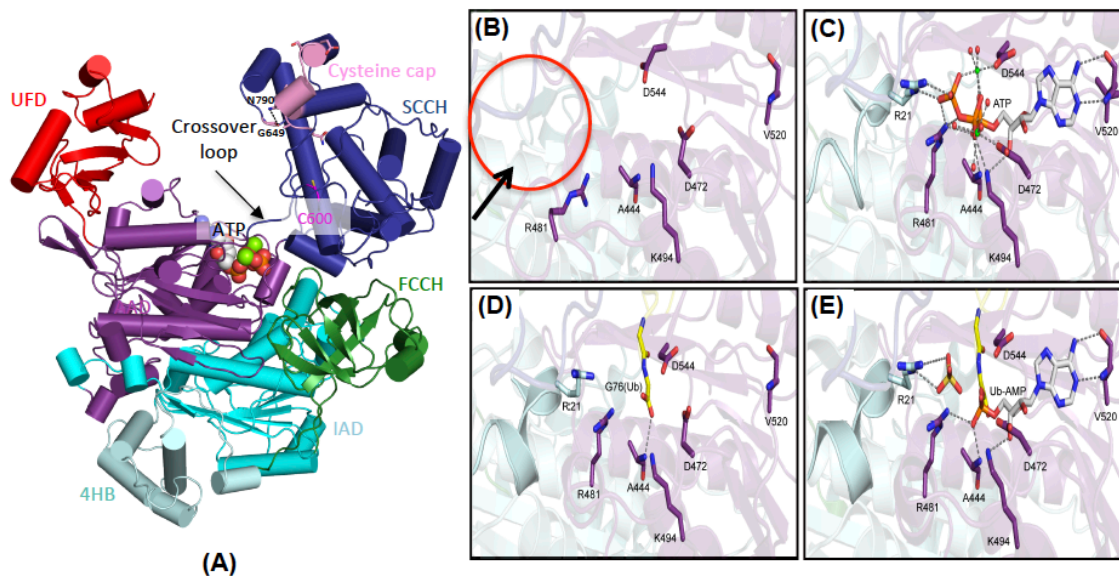 UFD
Cysteine cap
N790
G649
SCCH
Crossover
loop
C600
ATP
FCCH
IAD
4HB
(A)
(B)
D544
V520
D472
A444
R481
K494
(C)
D544
ATP
R21
V520
D472
R481
A444
K494
(D)
D544
G76(Ub)
R21
V520
D472
A444
R481
K494
(E)
D544
R21
Ub-AMP
V520
D472
R481
A444
K494